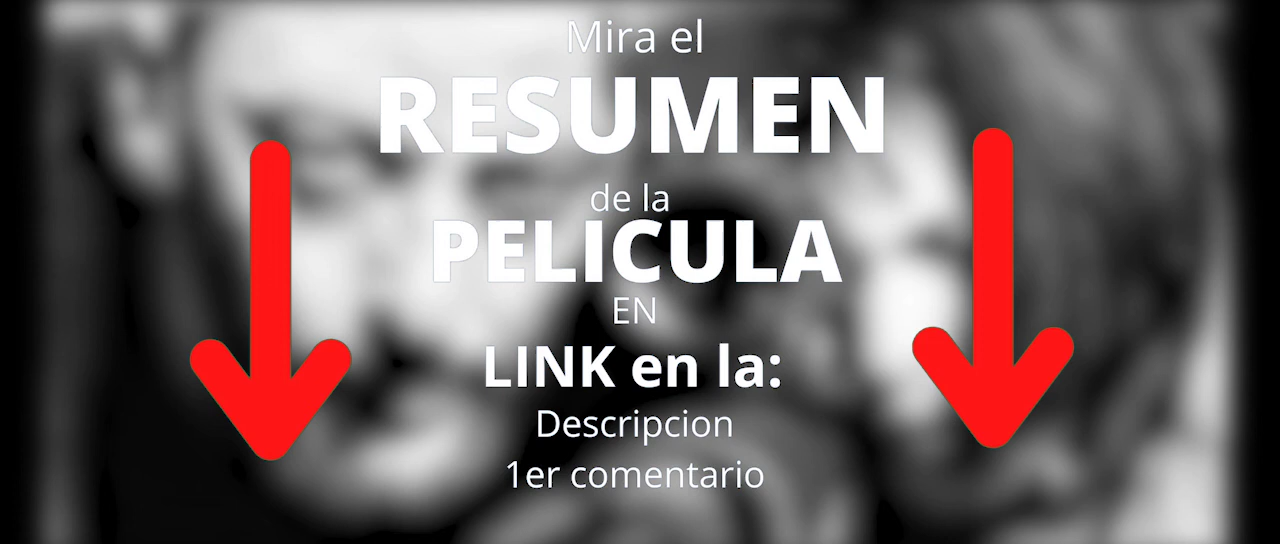 Mira el
RESUMEN
de la
PELICULA
EN
LINK en la:
Descripcion
1er comentario